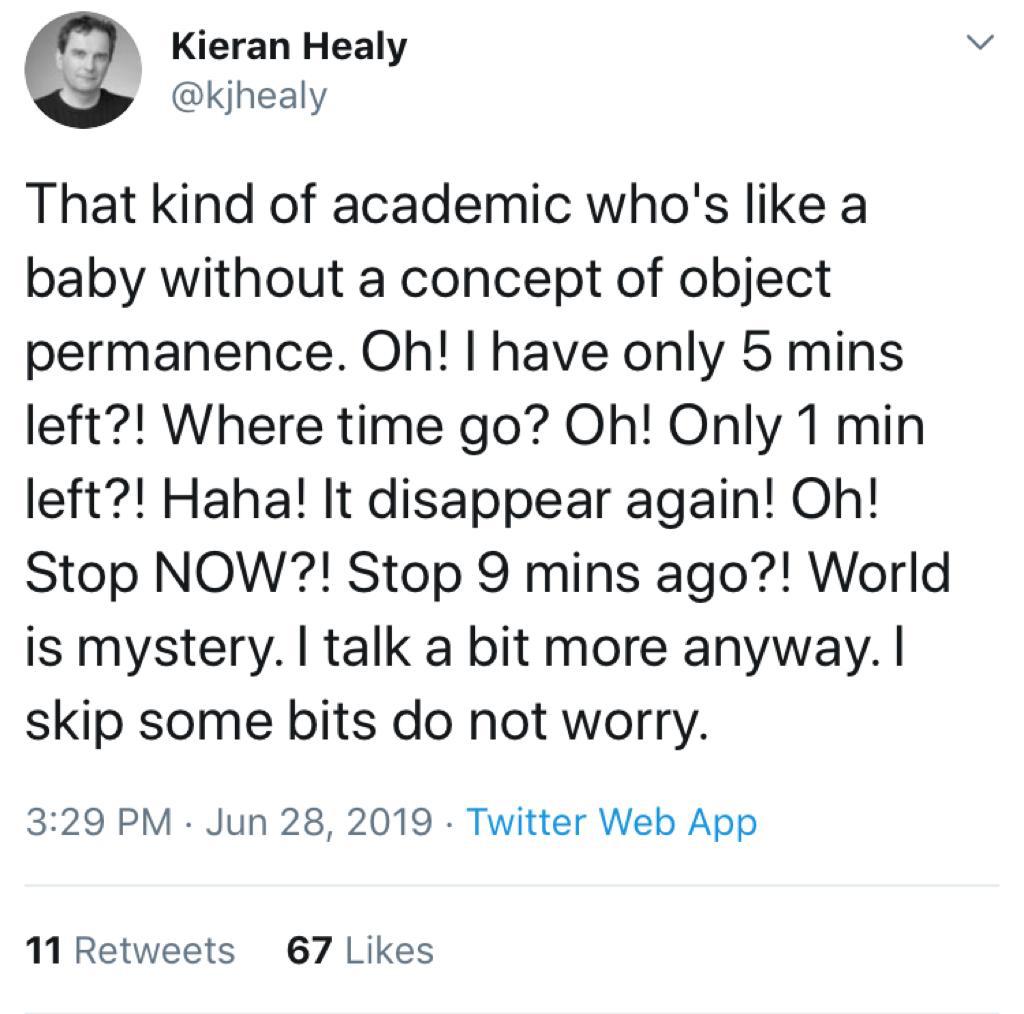 Kieran Healy
@kjhealy
That kind of academic who's like a
baby without a concept of object
permanence. Oh! I have only 5 mins
left?! Where time go? Oh! Only 1 min
left?! Haha! It disappear again! Oh!
Stop NOW?! Stop 9 mins ago?! World
is mystery. I talk a bit more anyway. I
skip some bits do not worry.
3:29 PM · Jun 28, 2019 · Twitter Web App
11 Retweets 67 Likes